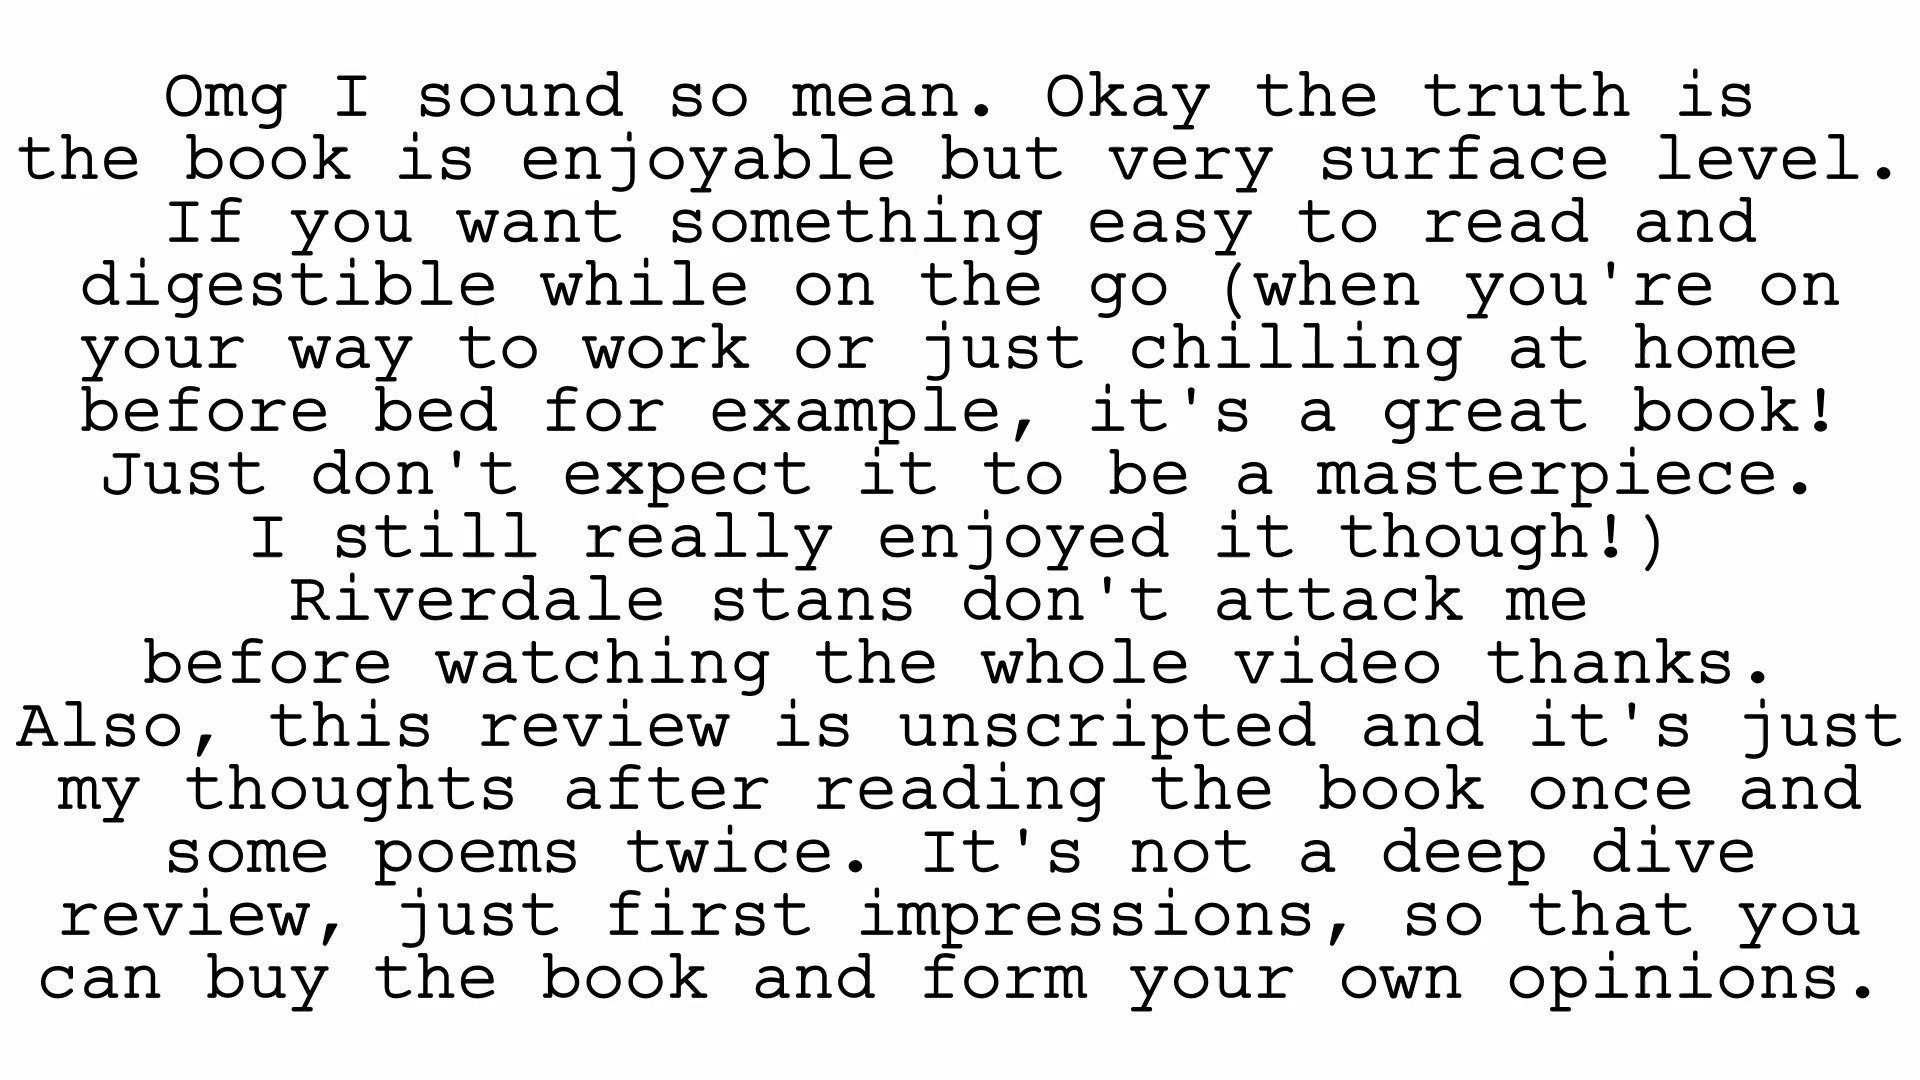 Omg I sound so mean. Okay the truth is
the book is enjoyable but very surface level.
If you want something easy to read and
digestible while on the go (when you're on
your way to work or just chilling at home
before bed for example, it's a great book!
Just don't expect it to be a masterpiece.
I still really enjoyed it though!)
Riverdale stans don't attack me
before watching the whole video thanks.
Also, this review is unscripted and it's just
my thoughts after reading the book once and
some poems twice. It's not a deep dive
review, just first impressions, so that you
can buy the book and form your own opinions.